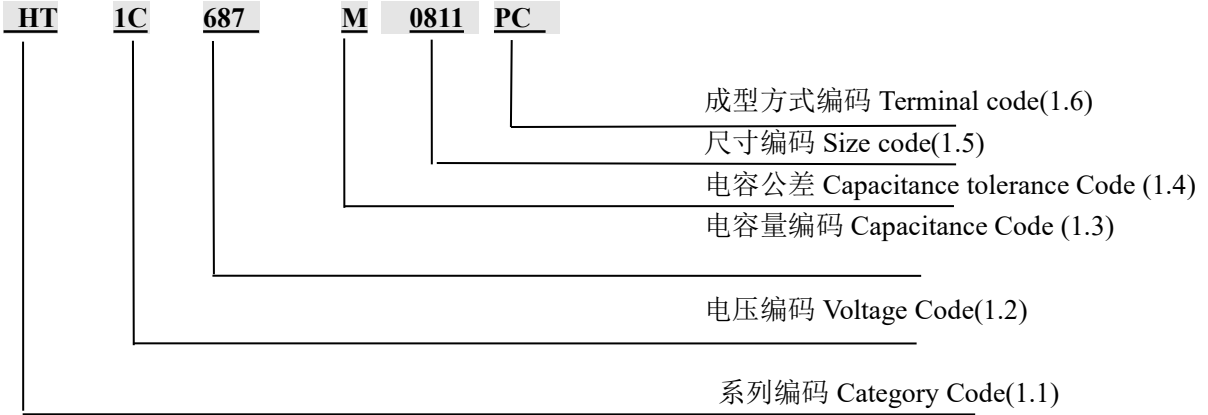 HT 1C 687 M 0811 PC
成型方式编码 Terminal code(1.6)
尺寸编码 Size code(1.5)
电容公差 Capacitance tolerance Code (1.4)
电容量编码 Capacitance Code (1.3)
电压编码 Voltage Code(1.2)
系列编码 Category Code(1.1)